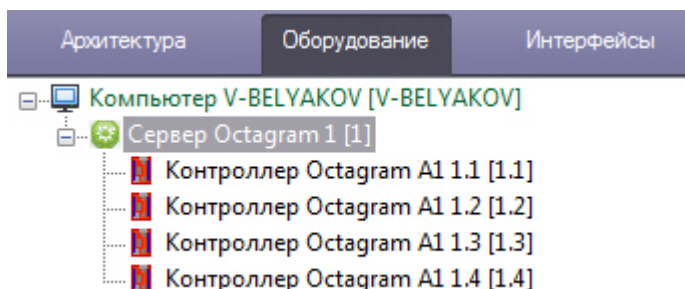 Архитектура Оборудование Интерфейсы
Компьютер V-BELYAKOV [V-BELYAKOV]
Сервер Octagram 1 [1]
Контроллер Octagram A1 1.1 [1.1]
Контроллер Octagram A1 1.2 [1.2]
Контроллер Octagram A1 1.3 [1.3]
Контроллер Octagram A1 1.4 [1.4]